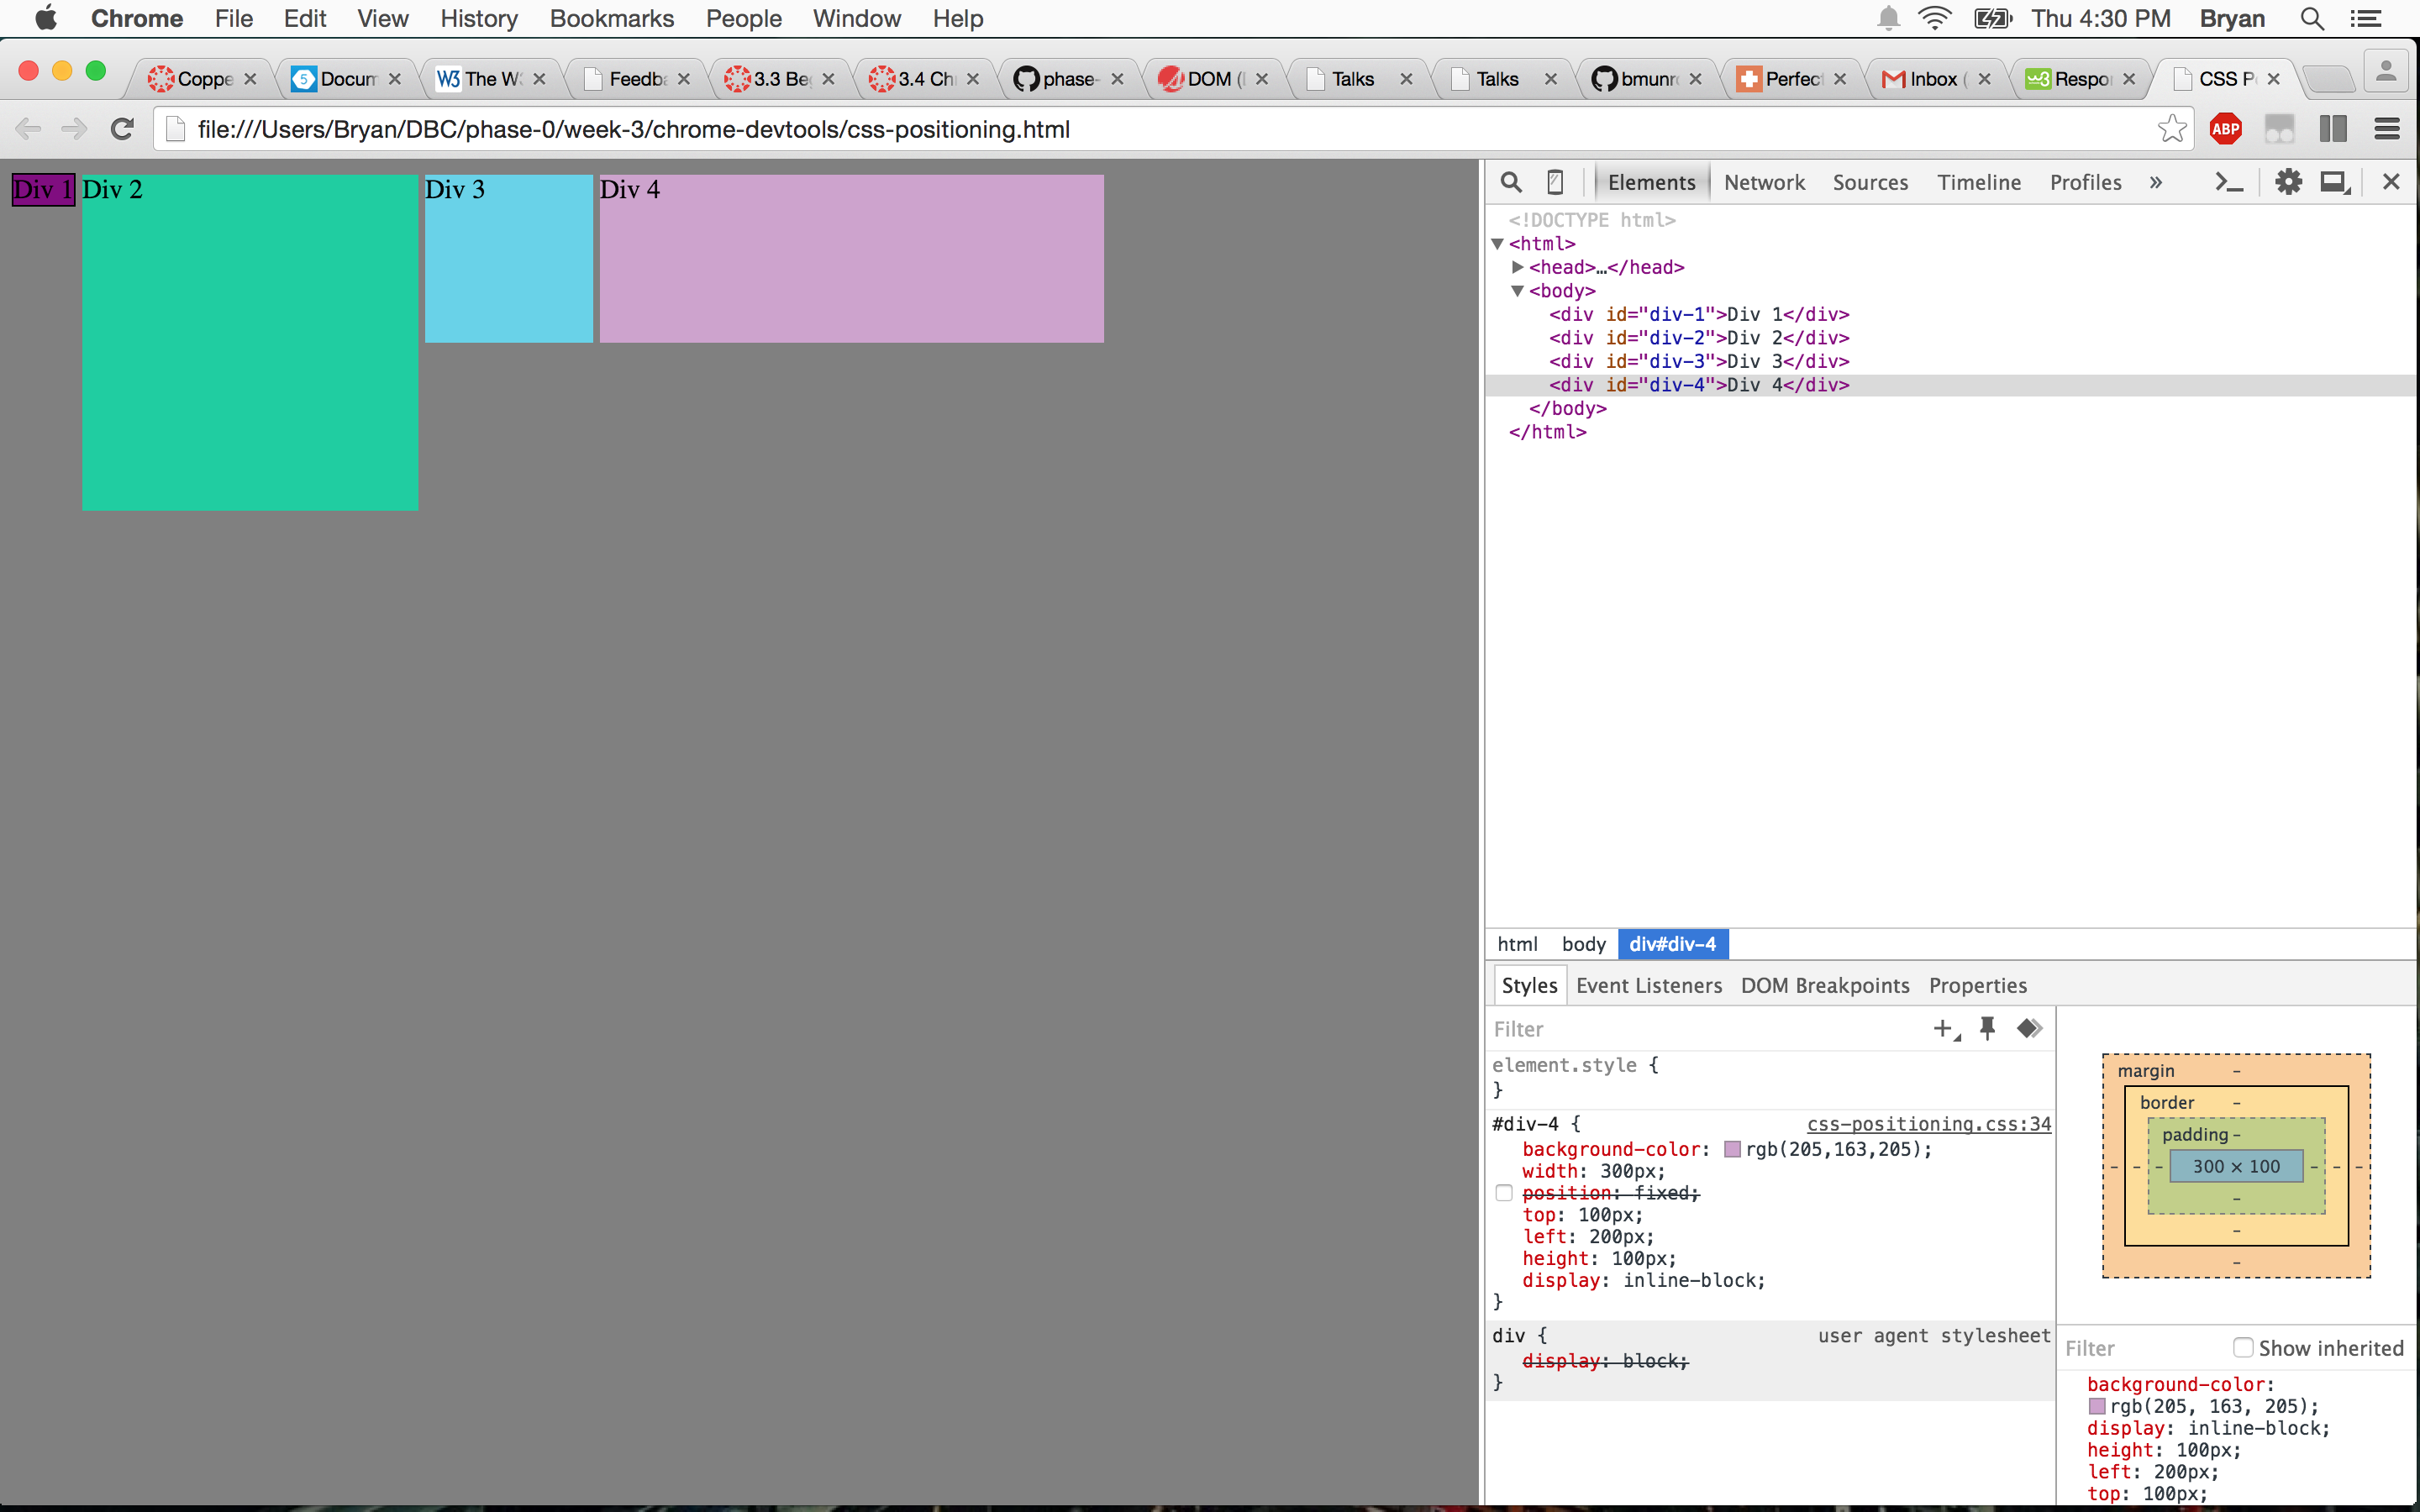 Chrome File Edit View History Bookmarks People Window Help Thu 4:30 PM Bryan
Coppe Docum W3 The W Feedba 3.3 Be 3.4 Ch phase- DOM ( Talks Talks bmunr Perfect Inbox ( Respo CSS P
file:///Users/Bryan/DBC/phase-0/week-3/chrome-devtools/css-positioning.html ABP
Div 1 Div 2 Div 3 Div 4
Elements Network Sources Timeline Profiles »
<!DOCTYPE html>
<html>
<head>…</head>
<body>
<div id="div-1">Div 1</div>
<div id="div-2">Div 2</div>
<div id="div-3">Div 3</div>
<div id="div-4">Div 4</div>
</body>
</html>
html body div#div-4
Styles Event Listeners DOM Breakpoints Properties
Filter
element.style {
}
#div-4 { css-positioning.css:34
background-color: rgb(205,163,205);
width: 300px;
position: fixed;
top: 100px;
left: 200px;
height: 100px;
display: inline-block;
}
div { user agent stylesheet
display: block;
}
margin -
border -
padding -
- - - 300 × 100 - - -
-
-
-
Filter Show inherited
background-color:
rgb(205, 163, 205);
display: inline-block;
height: 100px;
left: 200px;
top: 100px;